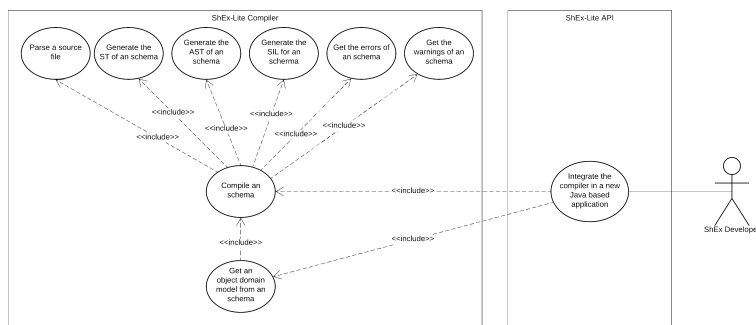 ShEx-Lite Compiler
ShEx-Lite API
Parse a source
file
Generate the
ST of an schema
Generate the
AST of an
schema
Generate the
SIL for an
scherma
Get the errors of
an schema
Get the
warnings of an
schema
<<include>>
<<include>>
<<include>>
<<include>>
<<include>>
<<include>>
Compile an
schema
<<include>>
Integrate the
compiler in a new
Java based
application
ShEx Develope
<<include>>
<<include>>
Get an
object domain
model from an
schema